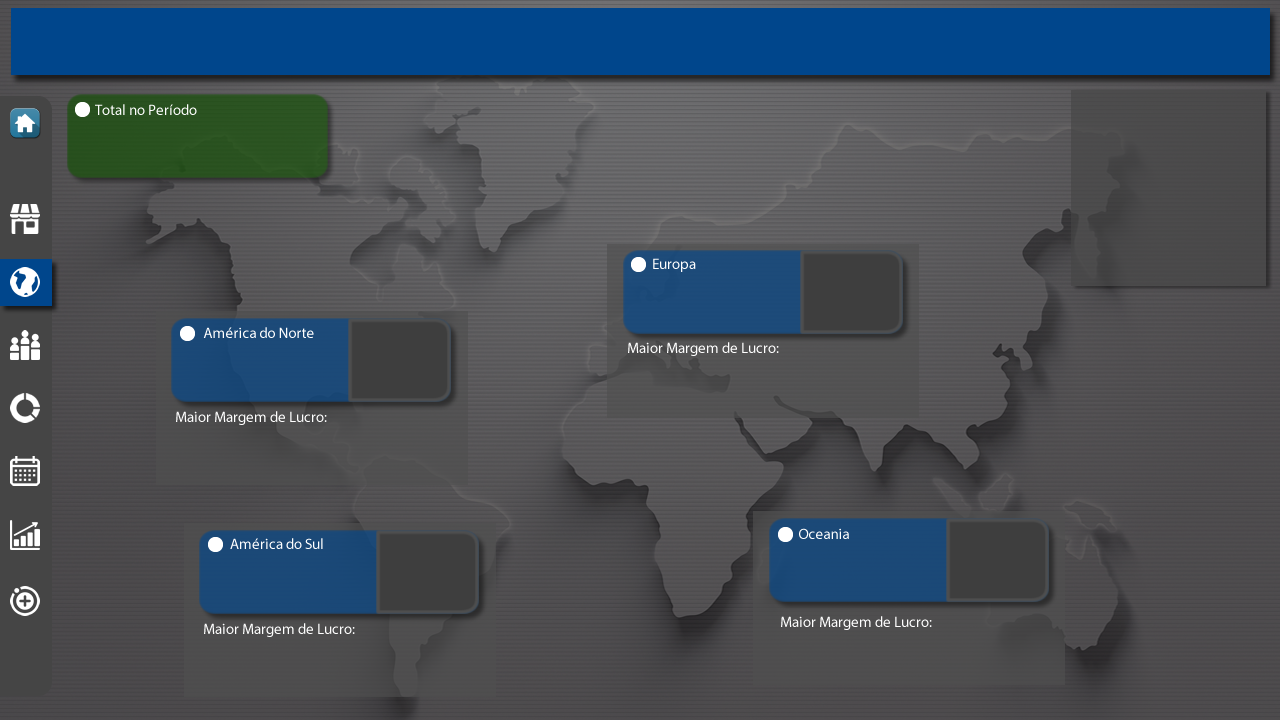 Total no Período
Europa
Maior Margem de Lucro:
América do Norte
Maior Margem de Lucro:
América do Sul
Maior Margem de Lucro:
Oceania
Maior Margem de Lucro: